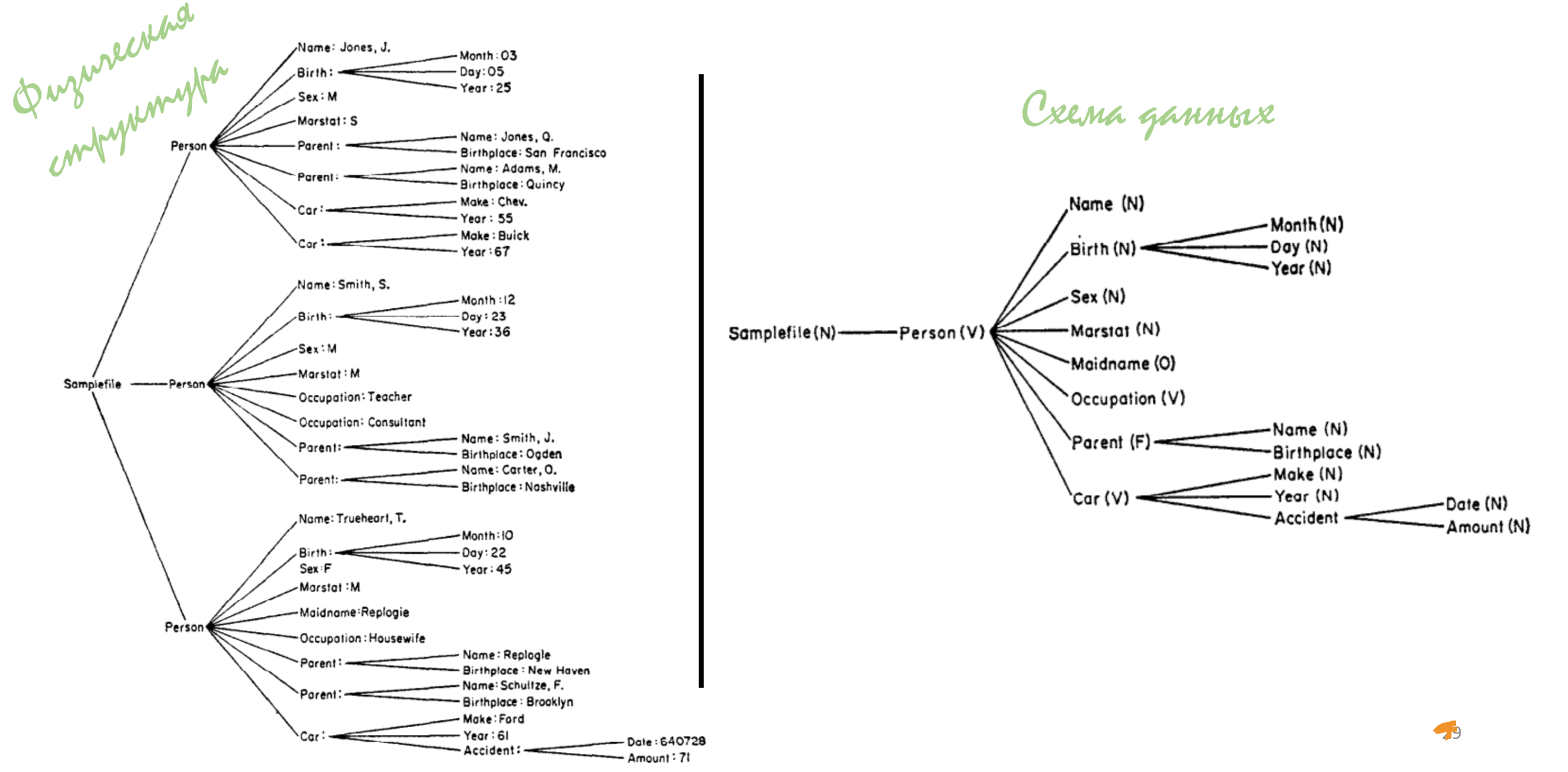 Физическая
структура
Name: Jones, J.
Birth:
Month: 03
Day: 05
Year: 25
Sex: M
Marstat: S
Person
Parent:
Name: Jones, Q.
Birthplace: San Francisco
Parent:
Name: Adams, M.
Birthplace: Quincy
Car:
Make: Chev.
Year: 55
Car:
Make: Buick
Year: 67
Name: Smith, S.
Birth:
Month: 12
Day: 23
Year: 36
Sex: M
Marstat: M
Samplefile
Person
Occupation: Teacher
Occupation: Consultant
Parent:
Name: Smith, J.
Birthplace: Ogden
Parent:
Name: Carter, O.
Birthplace: Nashville
Name: Trueheart, T.
Birth:
Month: 10
Day: 22
Year: 45
Sex: F
Marstat: M
Maidname: Replogie
Person
Occupation: Housewife
Parent:
Name: Replogle
Birthplace: New Haven
Parent:
Name: Schultze, F.
Birthplace: Brooklyn
Car:
Make: Ford
Year: 61
Accident:
Date: 640728
Amount: 71
Схема данных
Samplefile (N)
Person (V)
Name (N)
Birth (N)
Month (N)
Day (N)
Year (N)
Sex (N)
Marstat (N)
Maidname (O)
Occupation (V)
Parent (F)
Name (N)
Birthplace (N)
Car (V)
Make (N)
Year (N)
Accident
Date (N)
Amount (N)